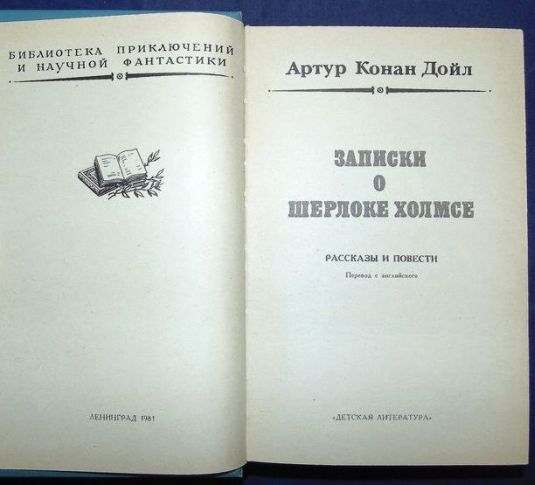 БИБЛИОТЕКА ПРИКЛЮЧЕНИЙ
И НАУЧНОЙ ФАНТАСТИКИ
ЛЕНИНГРАД 1981
Артур Конан Дойл
ЗАПИСКИ
О
ШЕРЛОКЕ ХОЛМСЕ
РАССКАЗЫ И ПОВЕСТИ
Перевод с английского
«ДЕТСКАЯ ЛИТЕРАТУРА»